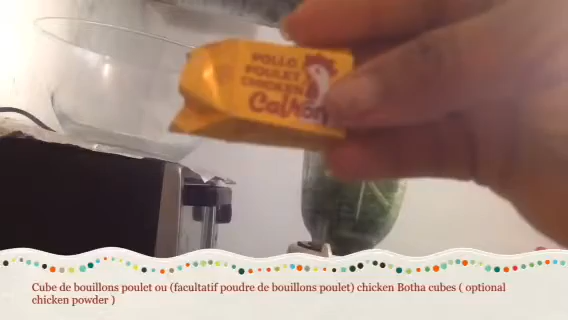 POLLO
POULET
CHICKEN
Cube de bouillons poulet ou (facultatif poudre de bouillons poulet) chicken Botha cubes ( optional
chicken powder )